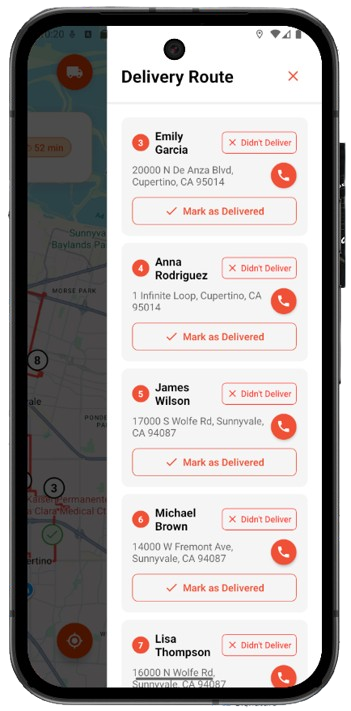 0:20
Delivery Route
52 min
Sunnyva
Baylands Pa
MORSE PARK
8
3
Kaiser Permanente
a Clara Medical Ct
ertino
3
Emily
Garcia
Didn't Deliver
20000 N De Anza Blvd,
Cupertino, CA 95014
Mark as Delivered
4
Anna
Rodriguez
Didn't Deliver
1 Infinite Loop, Cupertino, CA
95014
Mark as Delivered
5
James
Wilson
Didn't Deliver
17000 S Wolfe Rd, Sunnyvale,
CA 94087
Mark as Delivered
6
Michael
Brown
Didn't Deliver
14000 W Fremont Ave,
Sunnyvale, CA 94087
Mark as Delivered
7
Lisa
Thompson
Didn't Deliver
16000 N Wolfe Rd,
Sunnyvale, CA 94087